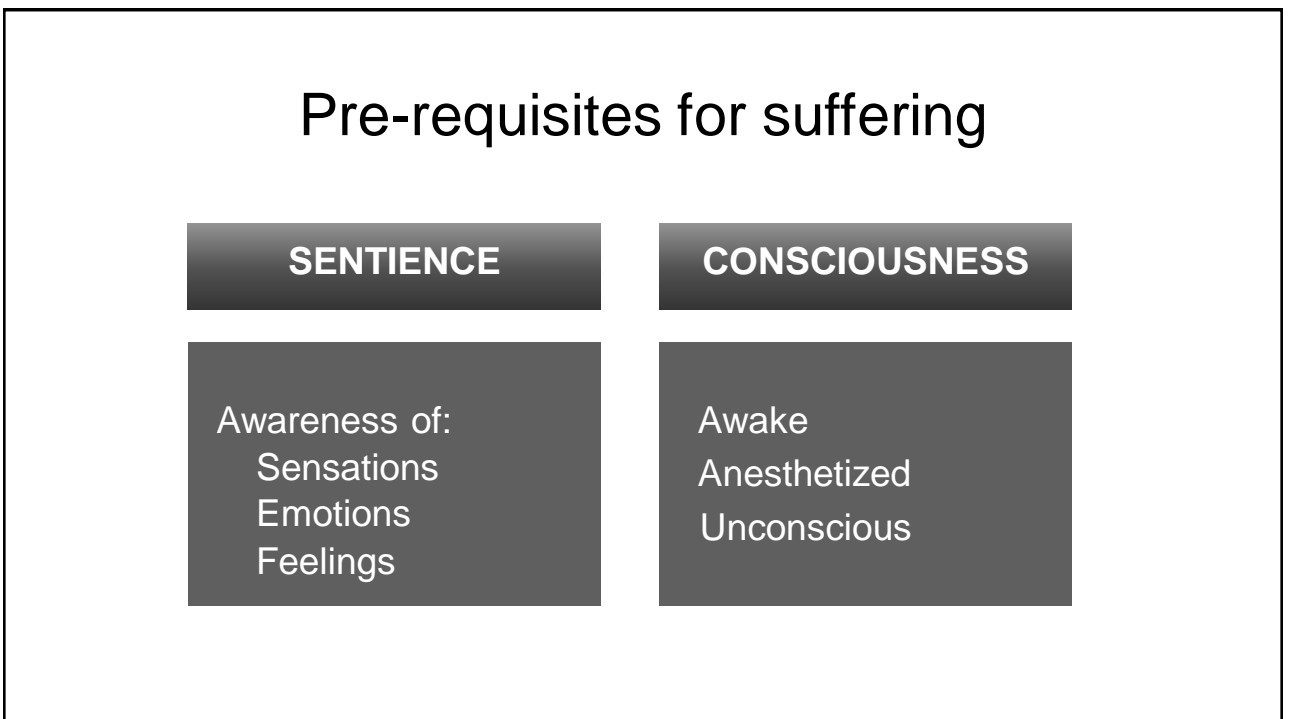 Pre-requisites for suffering
SENTIENCE
Awareness of:
Sensations
Emotions
Feelings
CONSCIOUSNESS
Awake
Anesthetized
Unconscious